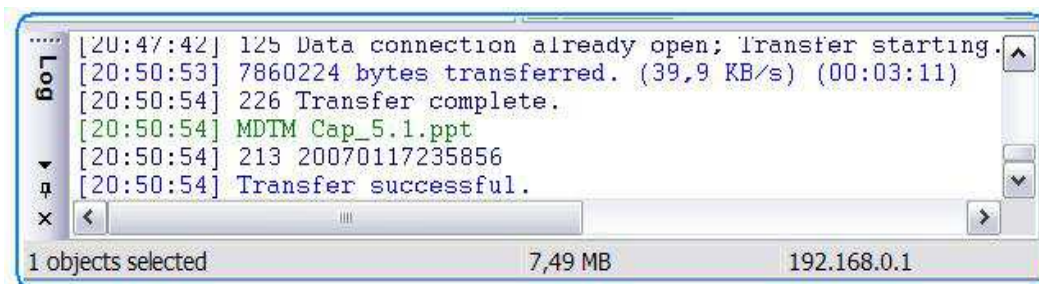 Log
[20:47:42] 125 Data connection already open; Transfer starting.
[20:50:53] 7860224 bytes transferred. (39,9 KB/s) (00:03:11)
[20:50:54] 226 Transfer complete.
[20:50:54] MDTM Cap_5.1.ppt
[20:50:54] 213 20070117235856
[20:50:54] Transfer successful.
1 objects selected 7,49 MB 192.168.0.1